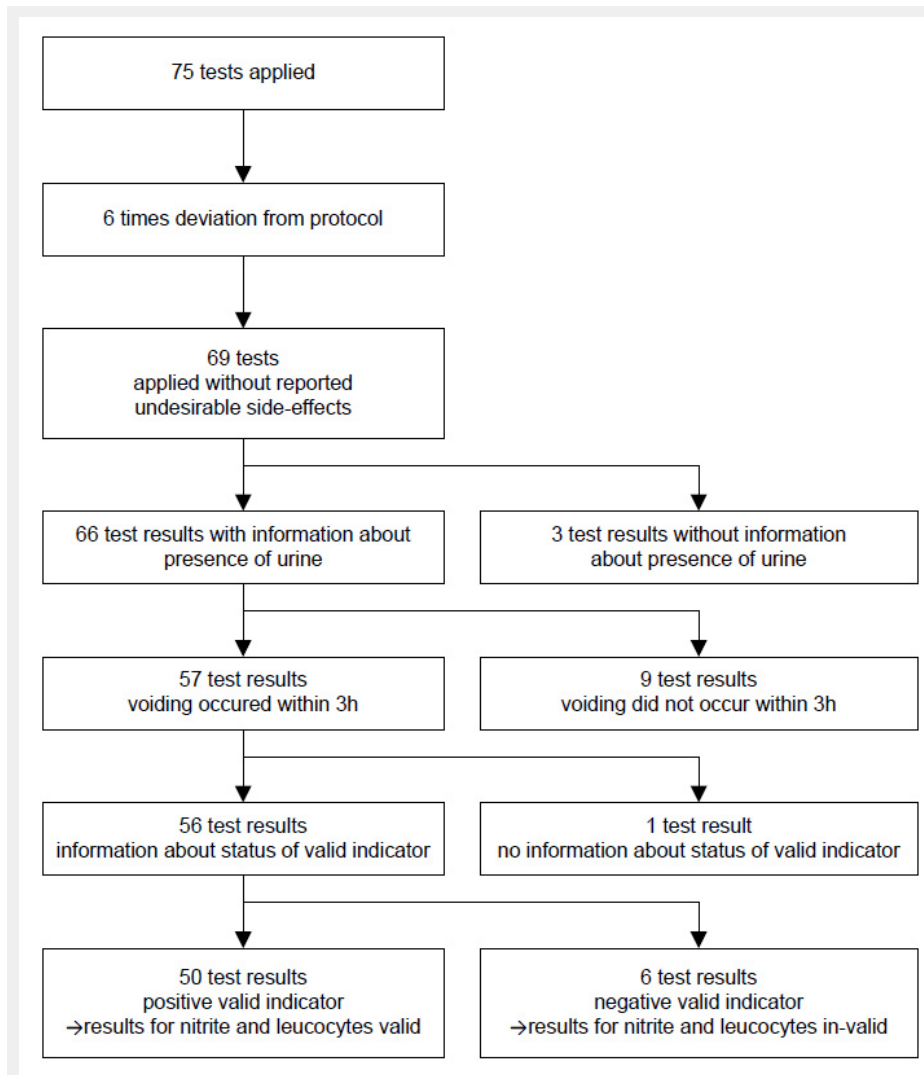 75 tests applied
6 times deviation from protocol
69 tests
applied without reported
undesirable side-effects
66 test results with information about
presence of urine
3 test results without information
about presence of urine
57 test results
voiding occured within 3h
9 test results
voiding did not occur within 3h
56 test results
information about status of valid indicator
1 test result
no information about status of valid indicator
50 test results
positive valid indicator
→results for nitrite and leucocytes valid
6 test results
negative valid indicator
→results for nitrite and leucocytes in-valid